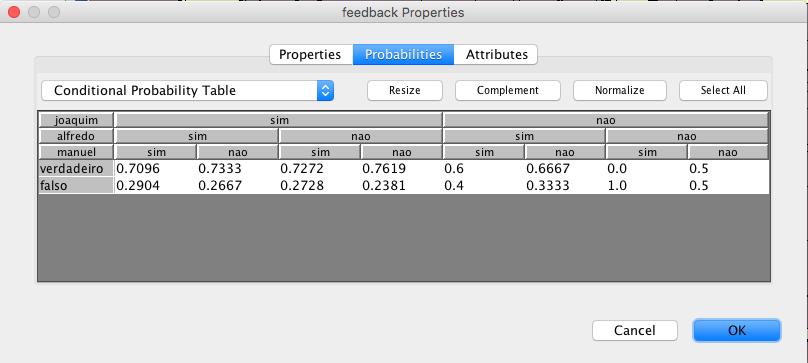 feedback Properties
Properties Probabilities Attributes
Conditional Probability Table Resize Complement Normalize Select All
joaquim sim nao
alfredo sim nao sim nao
manuel sim nao sim nao sim nao sim nao
verdadeiro 0.7096 0.7333 0.7272 0.7619 0.6 0.6667 0.0 0.5
falso 0.2904 0.2667 0.2728 0.2381 0.4 0.3333 1.0 0.5
Cancel OK